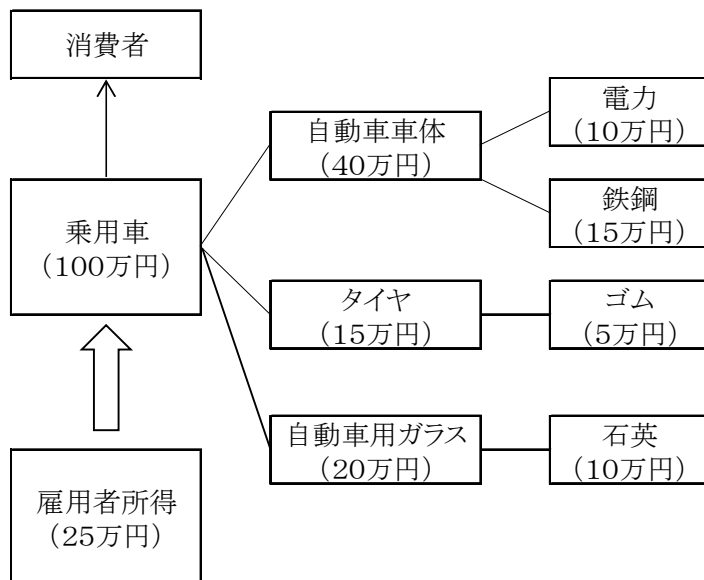 消費者
乗用車
（100万円）
雇用者所得
（25万円）
自動車車体
（40万円）
タイヤ
（15万円）
自動車用ガラス
（20万円）
電力
（10万円）
鉄鋼
（15万円）
ゴム
（5万円）
石英
（10万円）